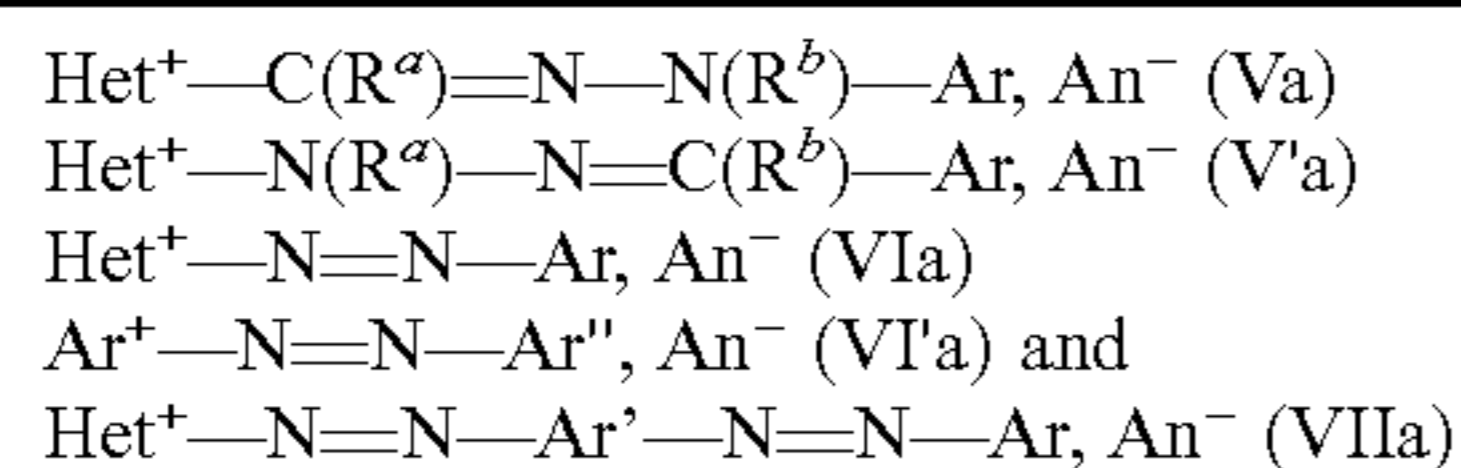 Het⁺—C(Rᵃ)=N—N(Rᵇ)—Ar, An⁻ (Va)
Het⁺—N(Rᵃ)—N=C(Rᵇ)—Ar, An⁻ (V'a)
Het⁺—N=N—Ar, An⁻ (VIa)
Ar⁺—N=N—Ar", An⁻ (VI'a) and
Het⁺—N=N—Ar’—N=N—Ar, An⁻ (VIIa)